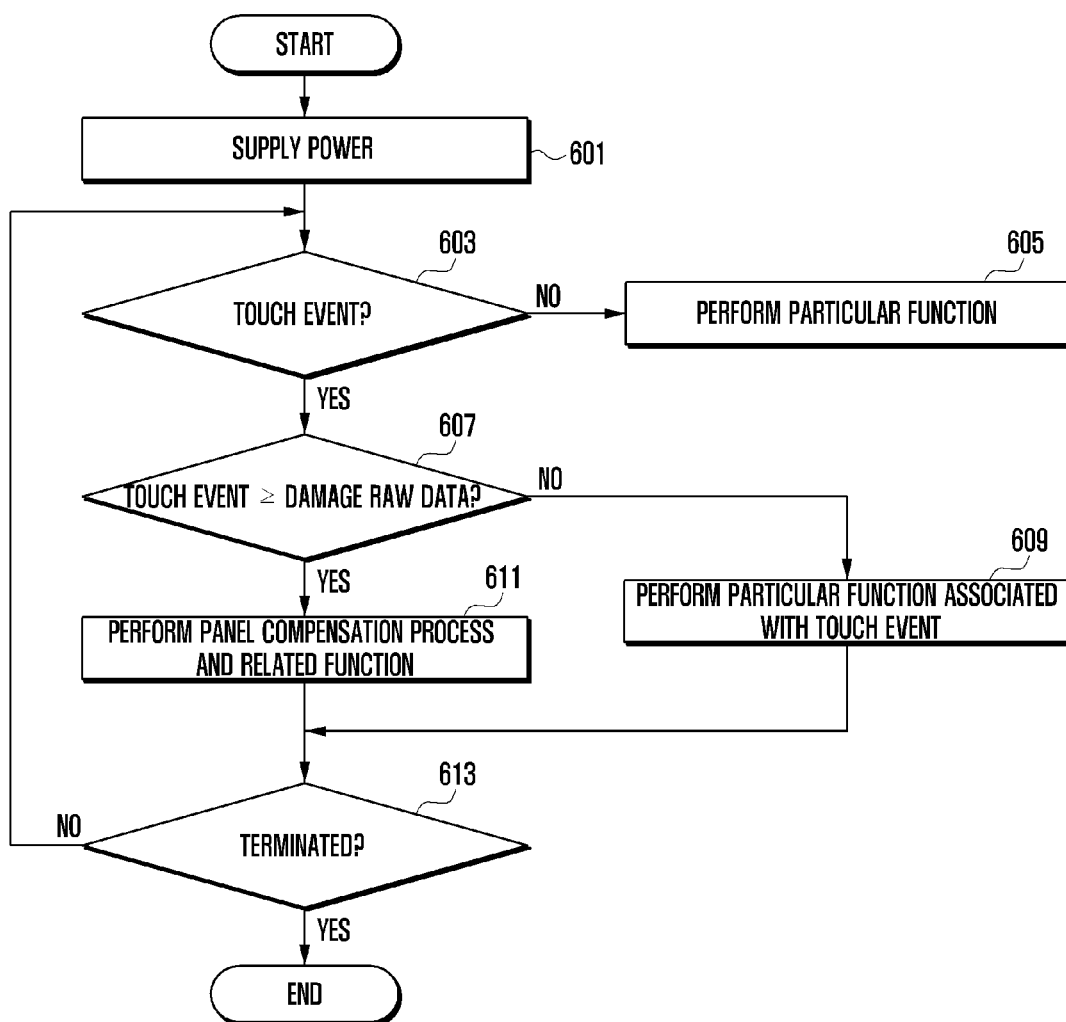 START
SUPPLY POWER
601
603
TOUCH EVENT?
NO
605
PERFORM PARTICULAR FUNCTION
YES
607
TOUCH EVENT ≥ DAMAGE RAW DATA?
NO
YES
609
PERFORM PARTICULAR FUNCTION ASSOCIATED
WITH TOUCH EVENT
611
PERFORM PANEL COMPENSATION PROCESS
AND RELATED FUNCTION
613
TERMINATED?
NO
YES
END